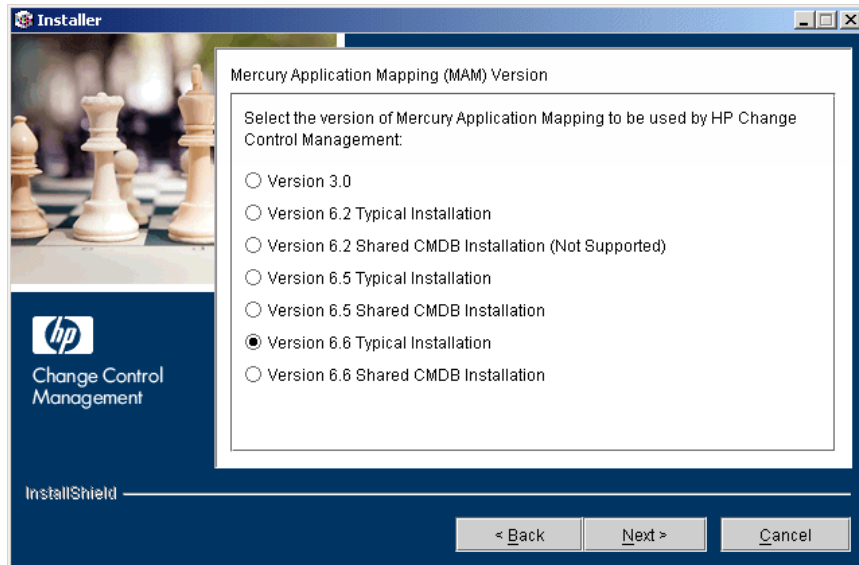 Installer
Mercury Application Mapping (MAM) Version
Select the version of Mercury Application Mapping to be used by HP Change
Control Management:
Version 3.0
Version 6.2 Typical Installation
Version 6.2 Shared CMDB Installation (Not Supported)
Version 6.5 Typical Installation
Version 6.5 Shared CMDB Installation
Version 6.6 Typical Installation
Version 6.6 Shared CMDB Installation
hp
Change Control
Management
InstallShield
< Back
Next >
Cancel